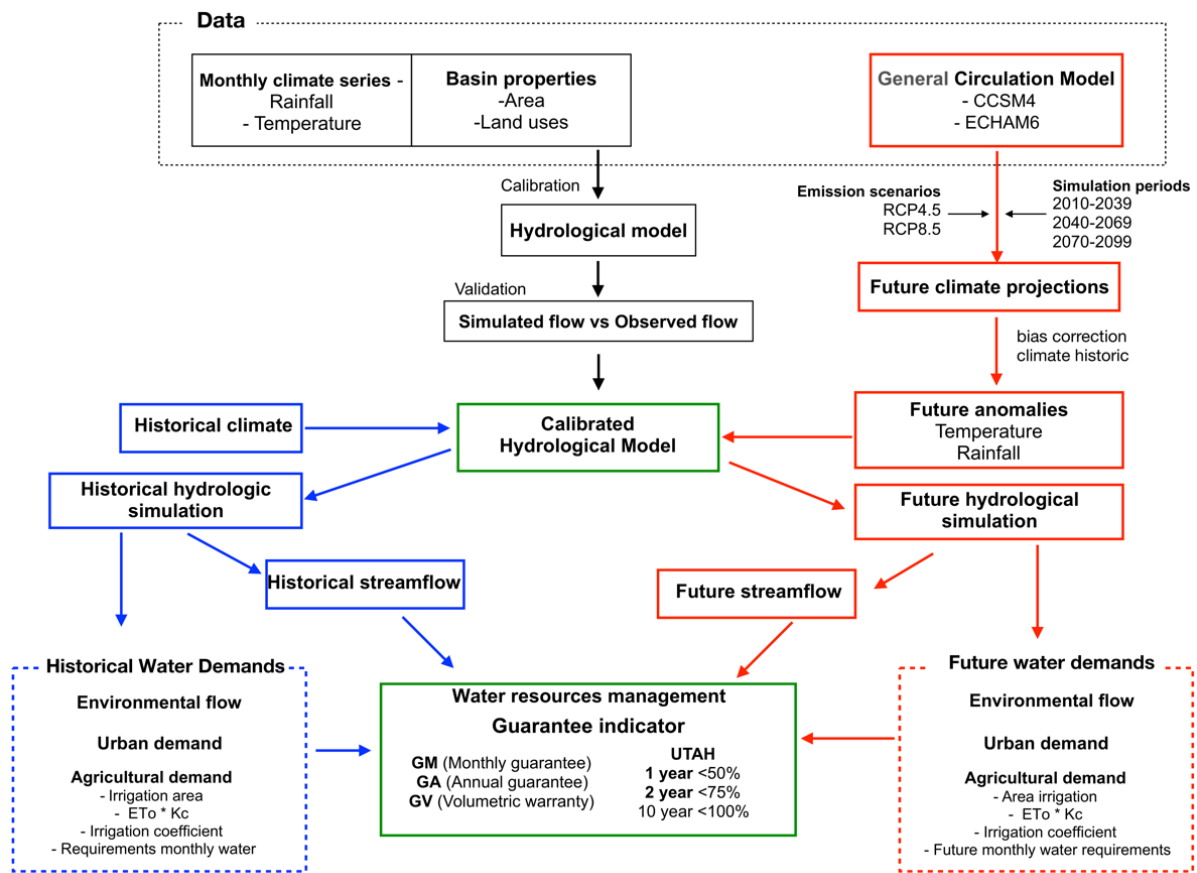 Data
Monthly climate series -
Rainfall
- Temperature
Basin properties
-Area
-Land uses
General Circulation Model
- CCSM4
- ECHAM6
Calibration
Emission scenarios
RCP4.5
RCP8.5
Simulation periods
2010-2039
2040-2069
2070-2099
Hydrological model
Future climate projections
Validation
Simulated flow vs Observed flow
bias correction
climate historic
Historical climate
Calibrated
Hydrological Model
Future anomalies
Temperature
Rainfall
Historical hydrologic
simulation
Future hydrological
simulation
Historical streamflow
Future streamflow
Historical Water Demands
Environmental flow
Urban demand
Agricultural demand
- Irrigation area
- ETo * Kc
- Irrigation coefficient
- Requirements monthly water
Water resources management
Guarantee indicator
GM (Monthly guarantee)
GA (Annual guarantee)
GV (Volumetric warranty)
UTAH
1 year <50%
2 year <75%
10 year <100%
Future water demands
Environmental flow
Urban demand
Agricultural demand
- Area irrigation
- ETo * Kc
- Irrigation coefficient
- Future monthly water requirements